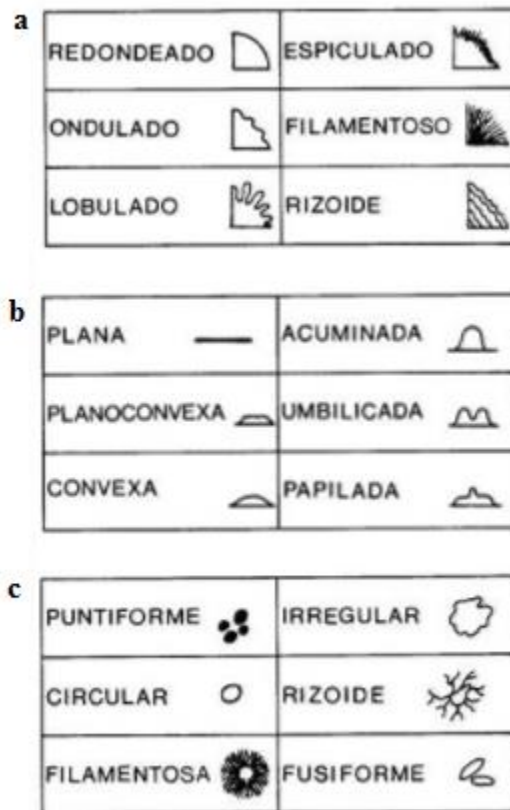 a
REDONDEADO ESPICULADO
ONDULADO FILAMENTOSO
LOBULADO RIZOIDE
b
PLANA ACUMINADA
PLANOCONVEXA UMBILICADA
CONVEXA PAPILADA
c
PUNTIFORME IRREGULAR
CIRCULAR RIZOIDE
FILAMENTOSA FUSIFORME